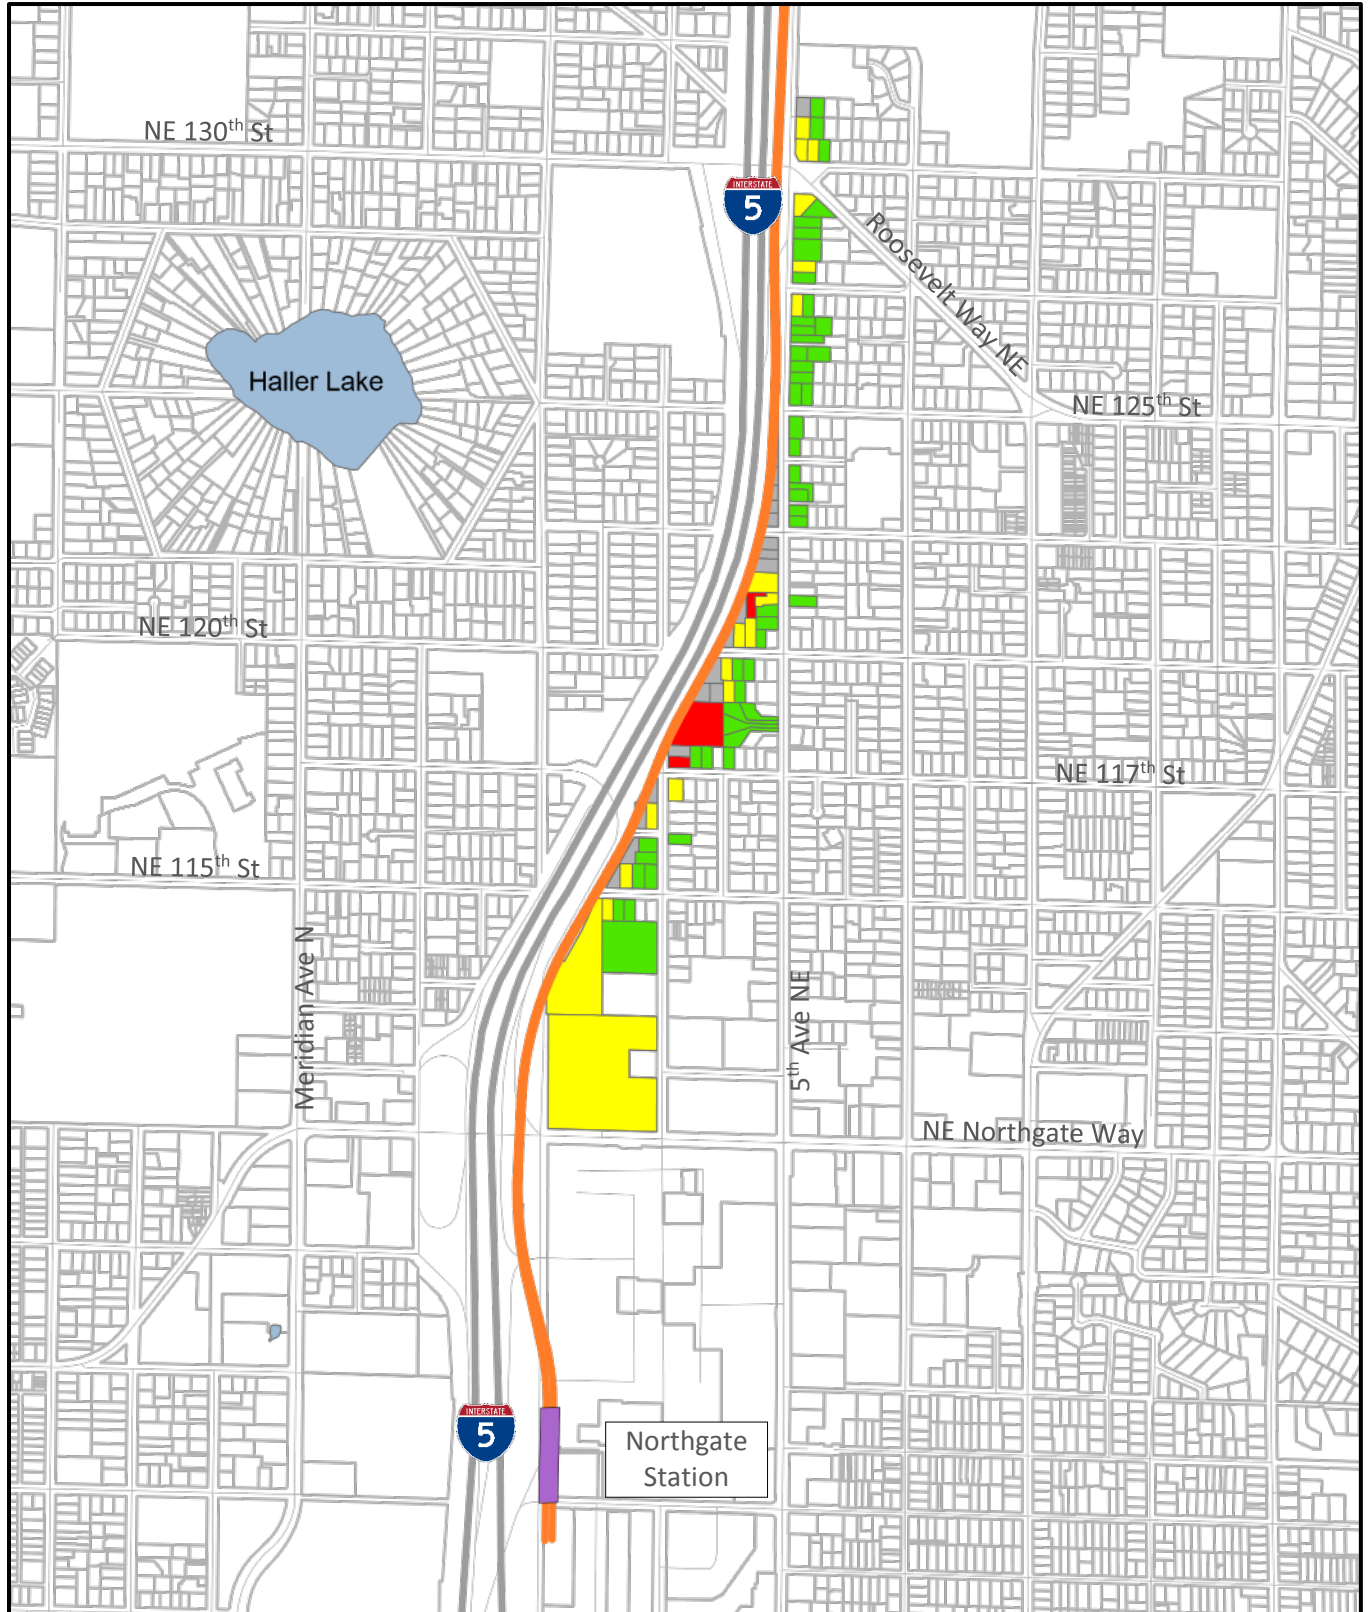 NE 130th St
INTERSTATE
5
Roosevelt Way NE
Haller Lake
NE 125th St
NE 120th St
NE 117th St
NE 115th St
Meridian Ave N
5th Ave NE
NE Northgate Way
INTERSTATE
5
Northgate
Station